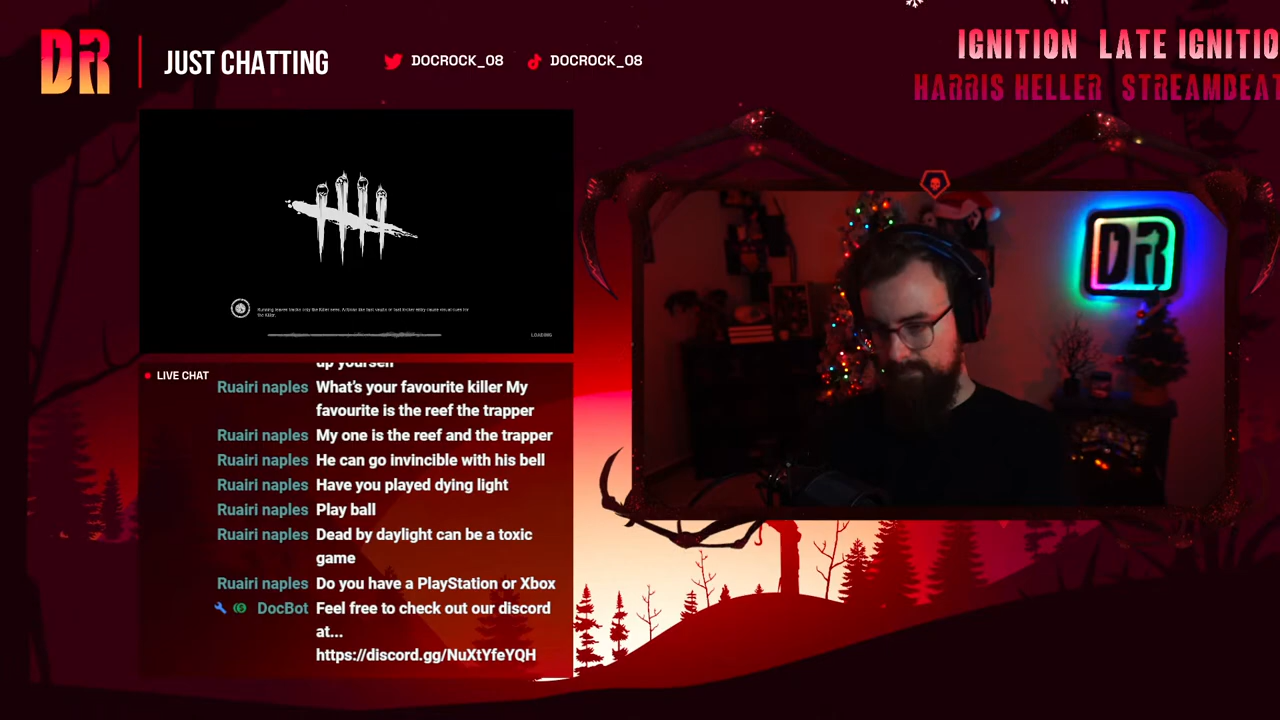 DR
JUST CHATTING
DOCROCK_08
DOCROCK_08
IGNITION LATE IGNITIO
HARRIS HELLER STREAMBEAT
DR
LOADING
LIVE CHAT
up yourself
Ruairi naples What's your favourite killer My
favourite is the reef the trapper
Ruairi naples My one is the reef and the trapper
Ruairi naples He can go invincible with his bell
Ruairi naples Have you played dying light
Ruairi naples Play ball
Ruairi naples Dead by daylight can be a toxic
game
Ruairi naples Do you have a PlayStation or Xbox
DocBot Feel free to check out our discord
at...
https://discord.gg/NuXtYfeYQH